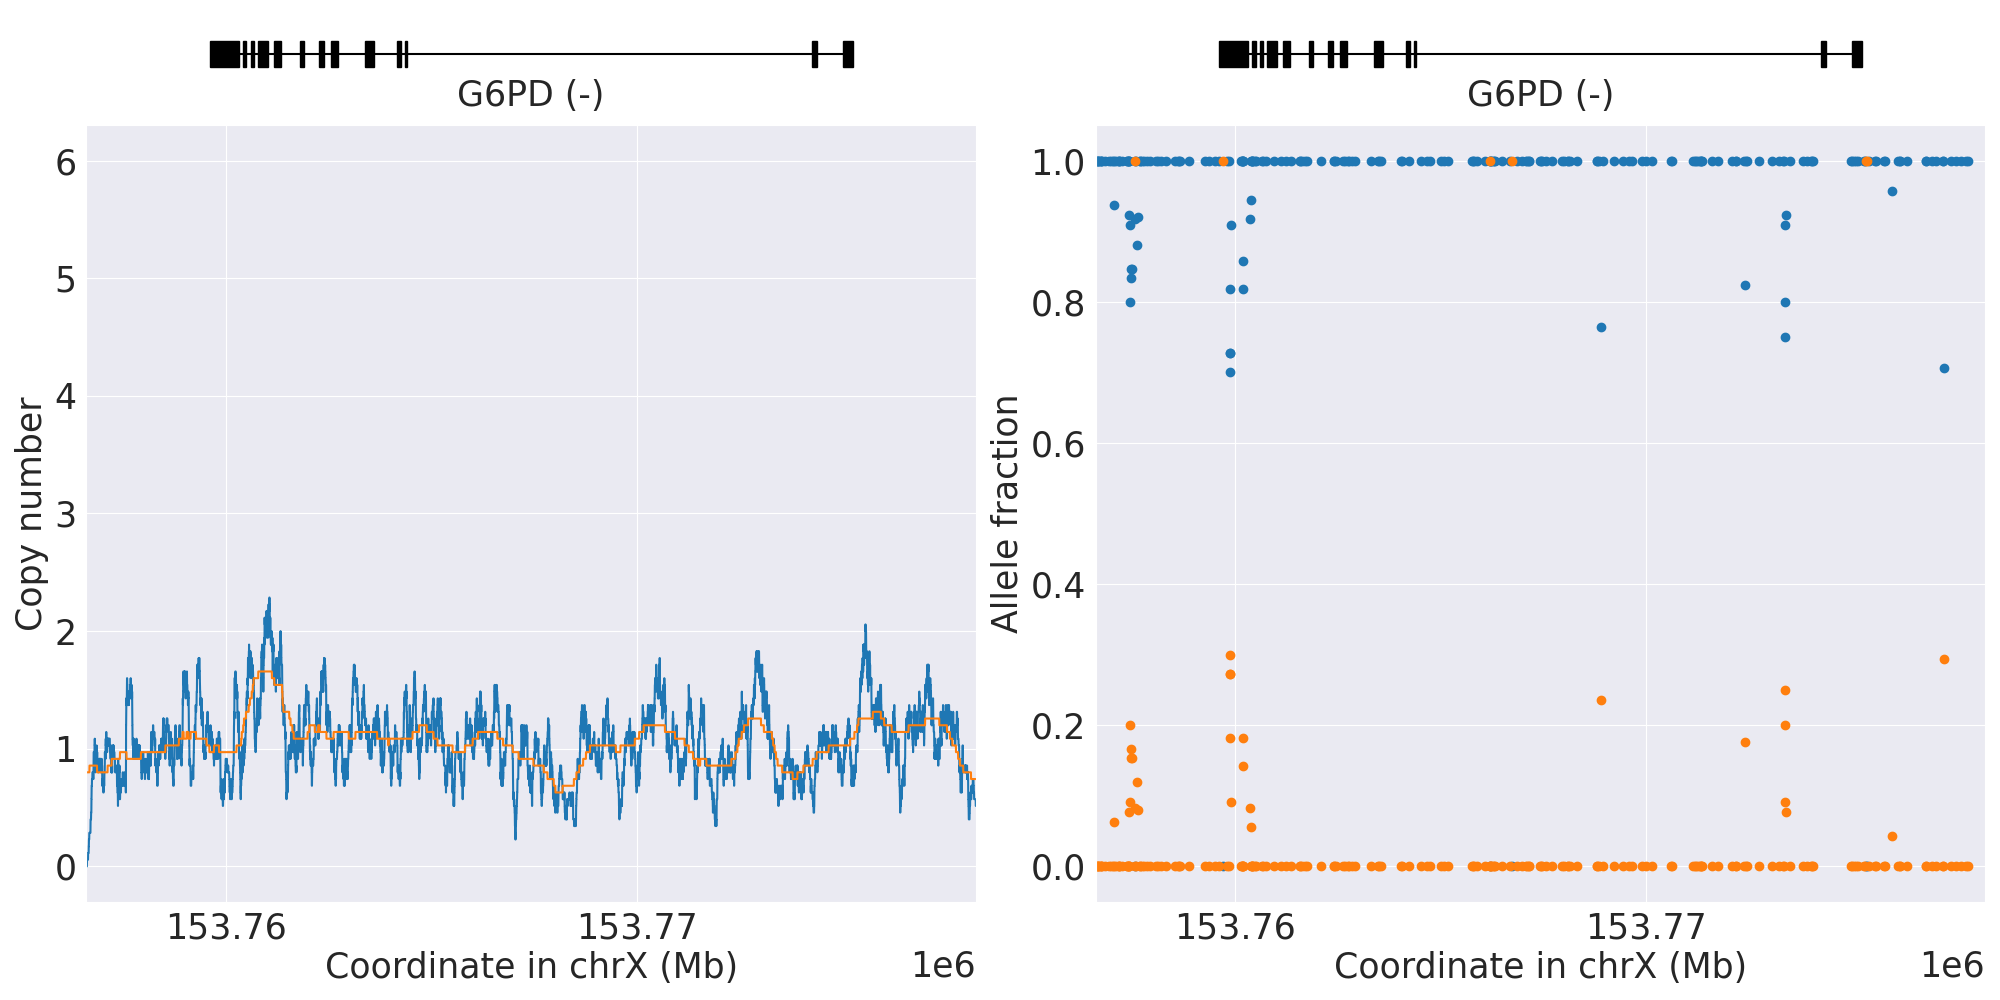 G6PD (-)
6
5
4
3
2
1
0
Copy number
153.76
153.77
Coordinate in chrX (Mb)
1e6
G6PD (-)
1.0
0.8
0.6
0.4
0.2
0.0
Allele fraction
153.76
153.77
Coordinate in chrX (Mb)
1e6